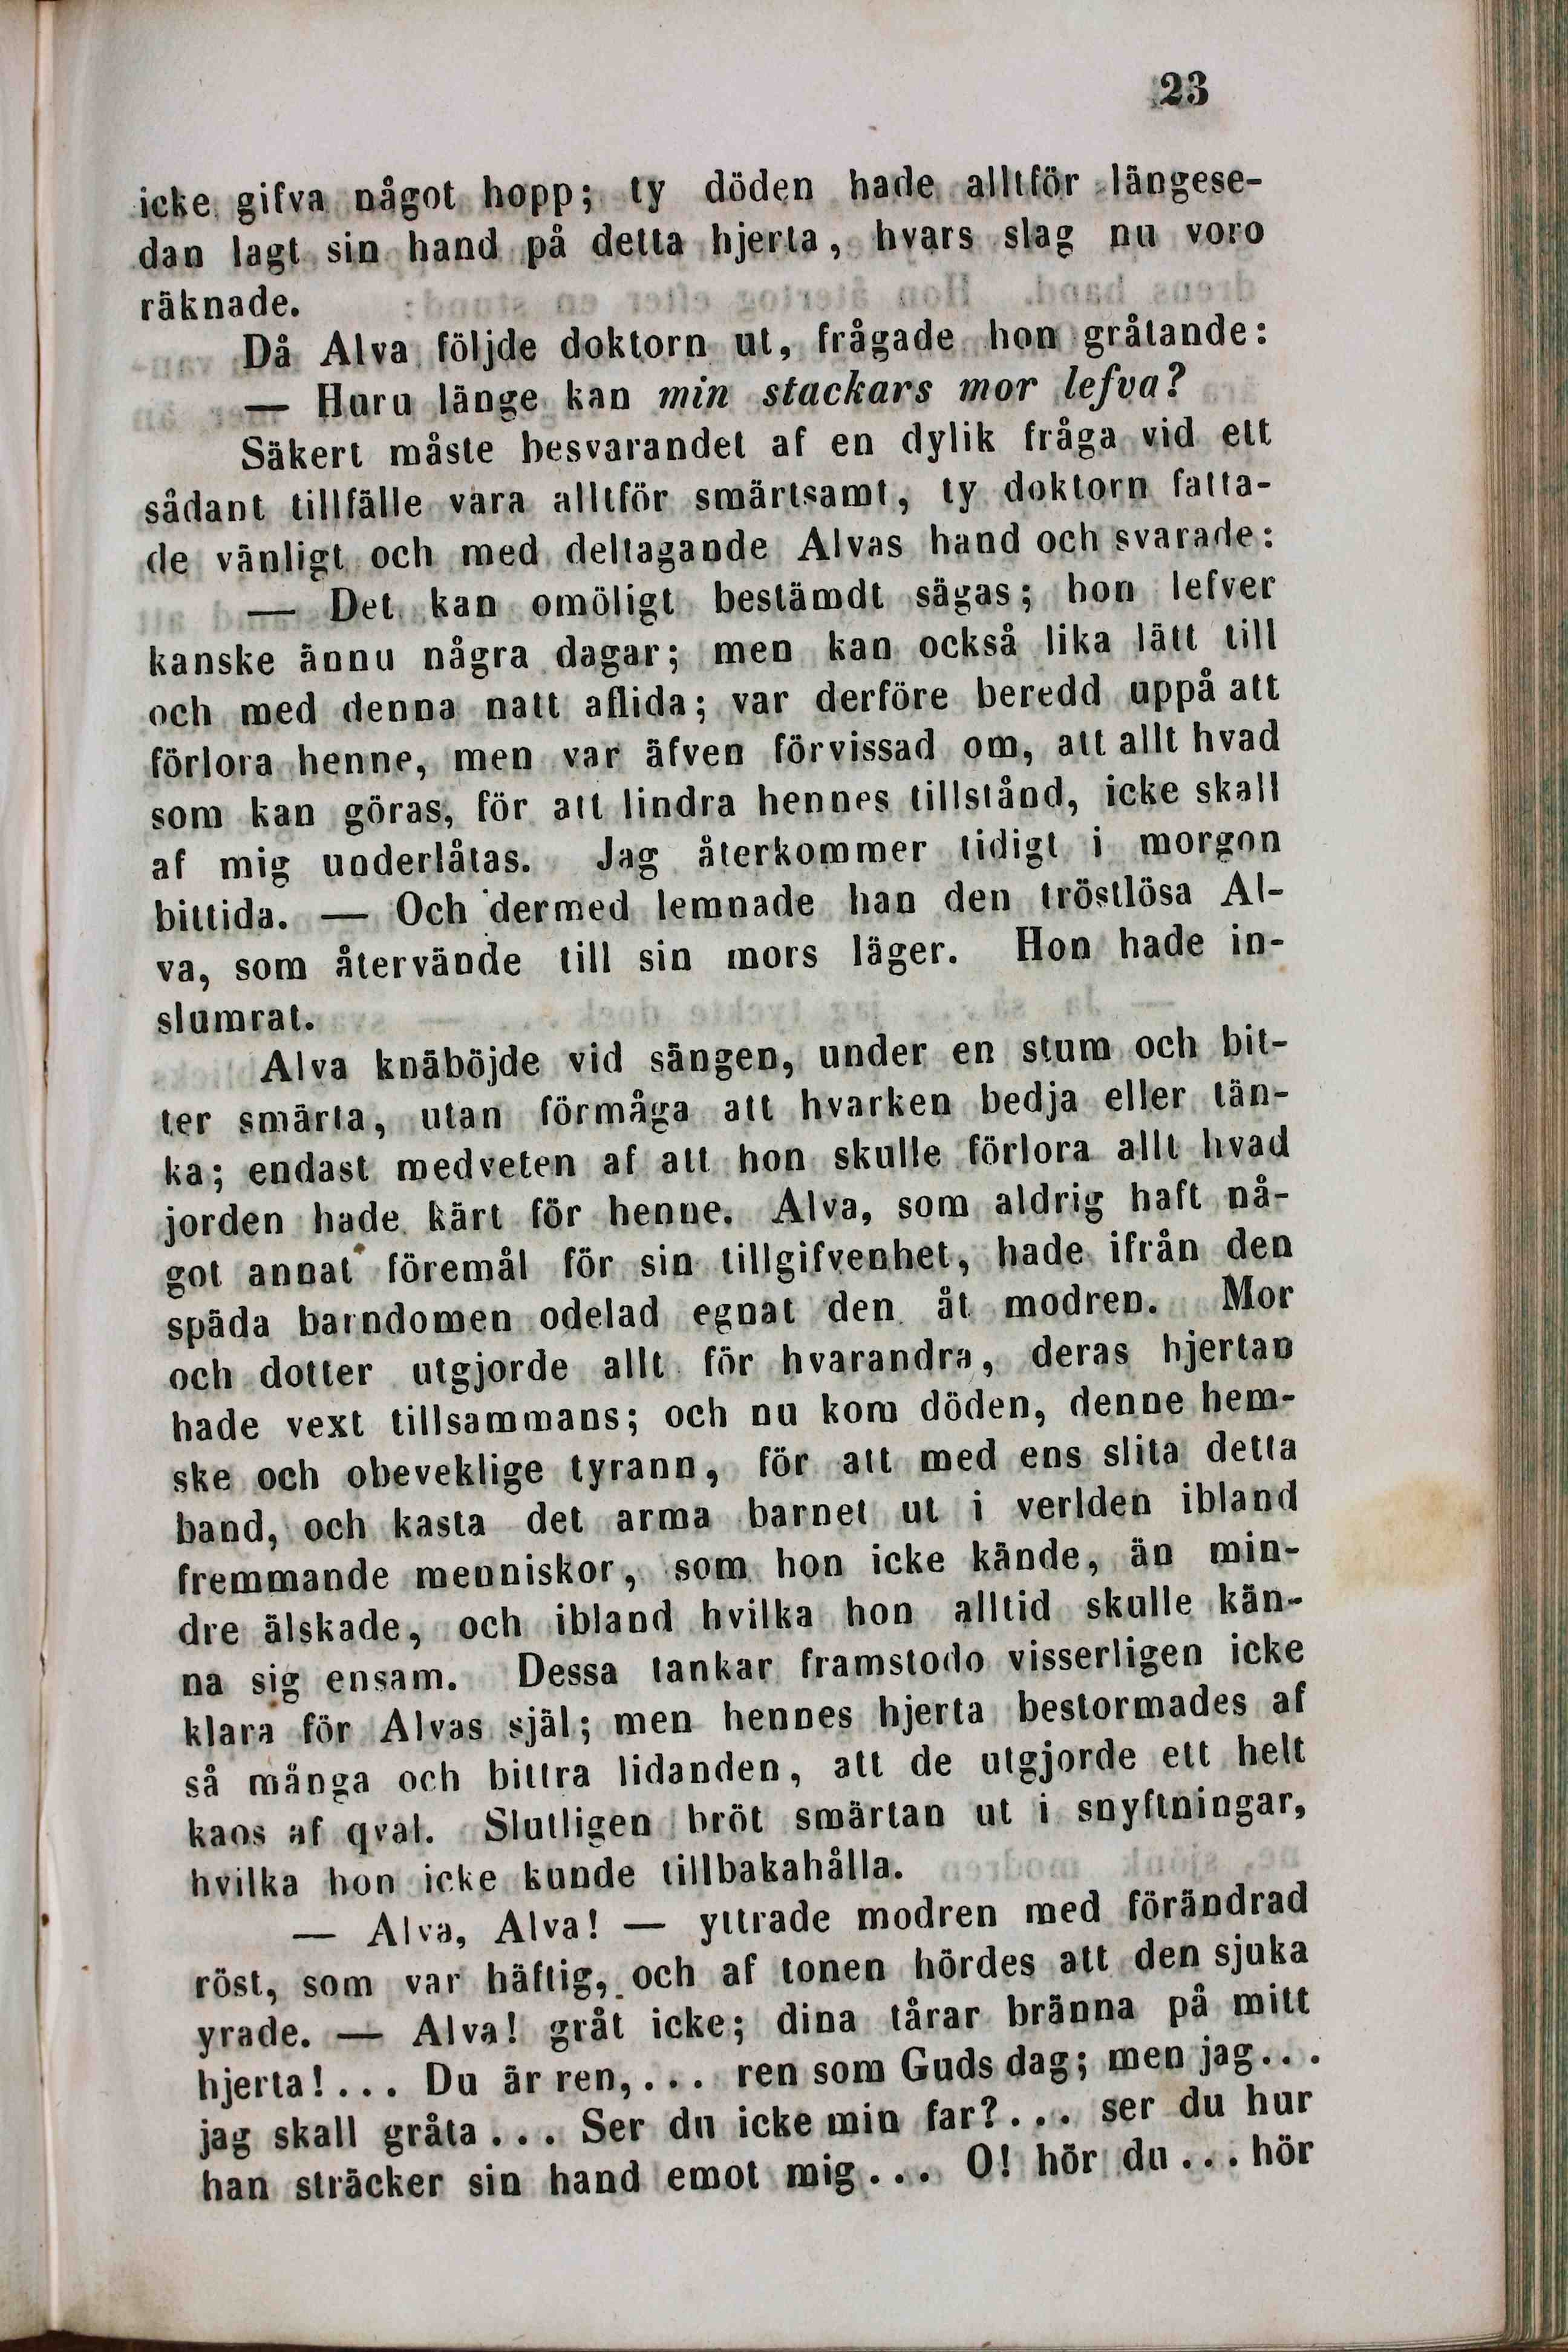 23
icke gifva något hopp; ty döden hade alltför längese-
dan lagt sin hand på detta hjerta, hvars slag nu voro
räknade.
Då Alva följde doktorn ut, frågade hon gråtande:
— Huru länge kan min stackars mor lefva?
Säkert måste besvarandet af en dylik fråga vid ett
sådant tillfälle vara alltför smärtsamt, ty doktorn fatta-
de vänligt och med deltagande Alvas hand och svarade:
— Det kan omöligt bestämdt sägas; hon lefver
kanske ännu några dagar; men kan också lika lätt till
och med denna natt aflida; var derföre beredd uppå att
förlora henne, men var äfven förvissad om, att allt hvad
som kan göras, för att lindra hennes tillstånd, icke skall
af mig underlåtas. Jag återkommer tidigt i morgon
bittida. — Och dermed lemnade han den tröstlösa Al-
va, som återvände till sin mors läger. Hon hade in-
slumrat.
Alva knäböjde vid sängen, under en stum och bit-
ter smärta, utan förmåga att hvarken bedja eller tän-
ka; endast medveten af att hon skulle förlora allt hvad
jorden hade kärt för henne. Alva, som aldrig haft nå-
got annat föremål för sin tillgifvenhet, hade ifrån den
späda barndomen odelad egnat den åt modren. Mor
och dotter utgjorde allt för hvarandra, deras hjertan
hade vext tillsammans; och nu kom döden, denne hem-
ske och obeveklige tyrann, för att med ens slita detta
band, och kasta det arma barnet ut i verlden ibland
fremmande menniskor, som hon icke kände, än min-
dre älskade, och ibland hvilka hon alltid skulle kän-
na sig ensam. Dessa tankar framstodo visserligen icke
klara för Alvas själ; men hennes hjerta bestormades af
så många och bittra lidanden, att de utgjorde ett helt
kaos af qval. Slutligen bröt smärtan ut i snyftningar,
hvilka hon icke kunde tillbakahålla.
— Alva, Alva! — yttrade modren med förändrad
röst, som var häftig, och af tonen hördes att den sjuka
yrade. — Alva! gråt icke; dina tårar bränna på mitt
hjerta!... Du är ren,... ren som Guds dag; men jag...
jag skall gråta... Ser du icke min far?... ser du hur
han sträcker sin hand emot mig... O! hör du... hör